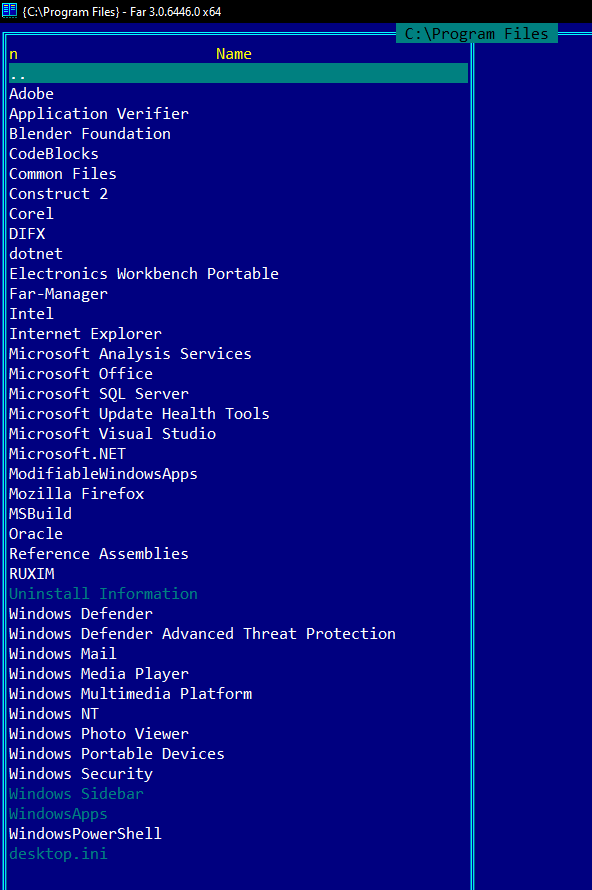 {C:\Program Files} - Far 3.0.6446.0 x64
C:\Program Files
n Name
..
Adobe
Application Verifier
Blender Foundation
CodeBlocks
Common Files
Construct 2
Corel
DIFX
dotnet
Electronics Workbench Portable
Far-Manager
Intel
Internet Explorer
Microsoft Analysis Services
Microsoft Office
Microsoft SQL Server
Microsoft Update Health Tools
Microsoft Visual Studio
Microsoft.NET
ModifiableWindowsApps
Mozilla Firefox
MSBuild
Oracle
Reference Assemblies
RUXIM
Uninstall Information
Windows Defender
Windows Defender Advanced Threat Protection
Windows Mail
Windows Media Player
Windows Multimedia Platform
Windows NT
Windows Photo Viewer
Windows Portable Devices
Windows Security
Windows Sidebar
WindowsApps
WindowsPowerShell
desktop.ini